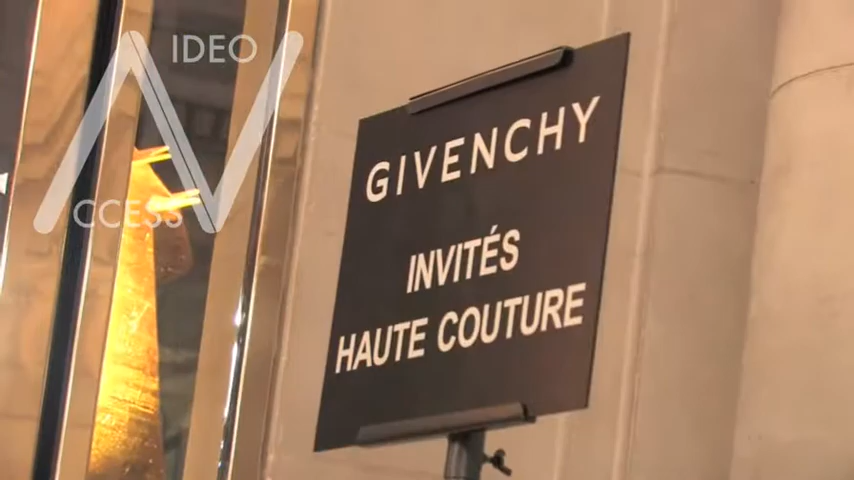 VIDEO
ACCESS
GIVENCHY
INVITÉS
HAUTE COUTURE